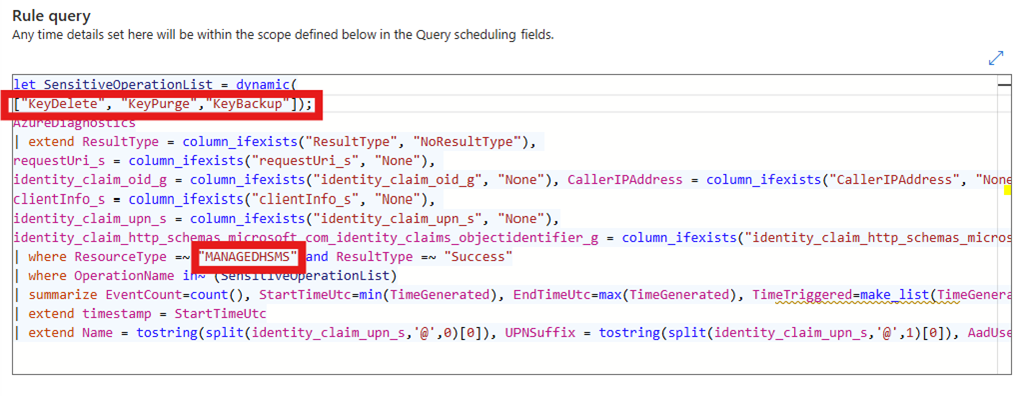 Rule query
Any time details set here will be within the scope defined below in the Query scheduling fields.
let SensitiveOperationList = dynamic(
["KeyDelete", "KeyPurge","KeyBackup"]);
AzureDiagnostics
| extend ResultType = column_ifexists("ResultType", "NoResultType"),
requestUri_s = column_ifexists("requestUri_s", "None"),
identity_claim_oid_g = column_ifexists("identity_claim_oid_g", "None"), CallerIPAddress = column_ifexists("CallerIPAddress", "None
clientInfo_s = column_ifexists("clientInfo_s", "None"),
identity_claim_upn_s = column_ifexists("identity_claim_upn_s", "None"),
identity_claim_http_schemas_microsoft_com_identity_claims_objectidentifier_g = column_ifexists("identity_claim_http_schemas_micros
| where ResourceType =~ "MANAGEDHSMS" and ResultType =~ "Success"
| where OperationName in~ (SensitiveOperationList)
| summarize EventCount=count(), StartTimeUtc=min(TimeGenerated), EndTimeUtc=max(TimeGenerated), TimeTriggered=make_list(TimeGenera
| extend timestamp = StartTimeUtc
| extend Name = tostring(split(identity_claim_upn_s,'@',0)[0]), UPNSuffix = tostring(split(identity_claim_upn_s,'@',1)[0]), AadUse